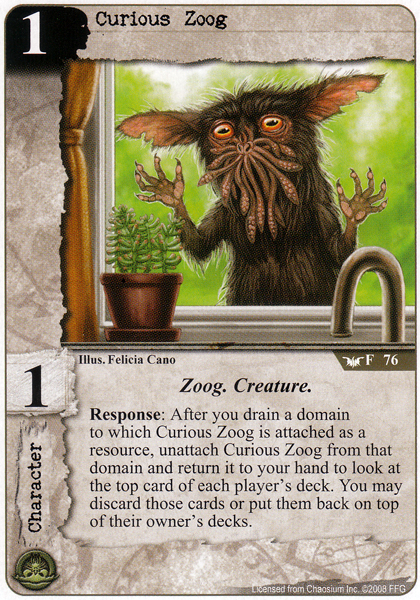 1
Curious Zoog
Illus. Felicia Cano
F 76
1
Character
Zoog. Creature.
Response: After you drain a domain
to which Curious Zoog is attached as a
resource, unattach Curious Zoog from that
domain and return it to your hand to look at
the top card of each player's deck. You may
discard those cards or put them back on top
of their owner's decks.
Licensed from Chaosium Inc. ©2008 FFG